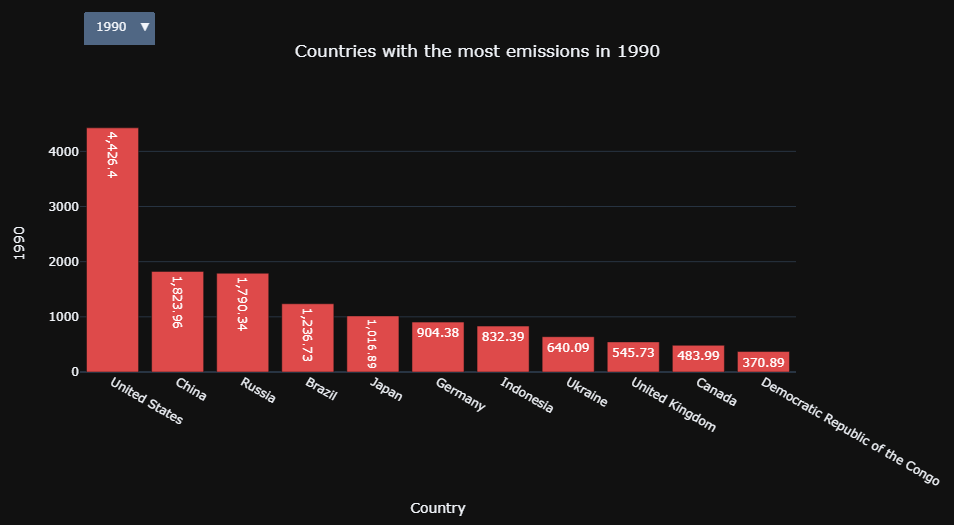 1990 ▼
Countries with the most emissions in 1990
4000
3000
2000
1000
0
1990
4,426.4
1,823.96
1,790.34
1,236.73
1,016.89
904.38
832.39
640.09
545.73
483.99
370.89
United States
China
Russia
Brazil
Japan
Germany
Indonesia
Ukraine
United Kingdom
Canada
Democratic Republic of the Congo
Country